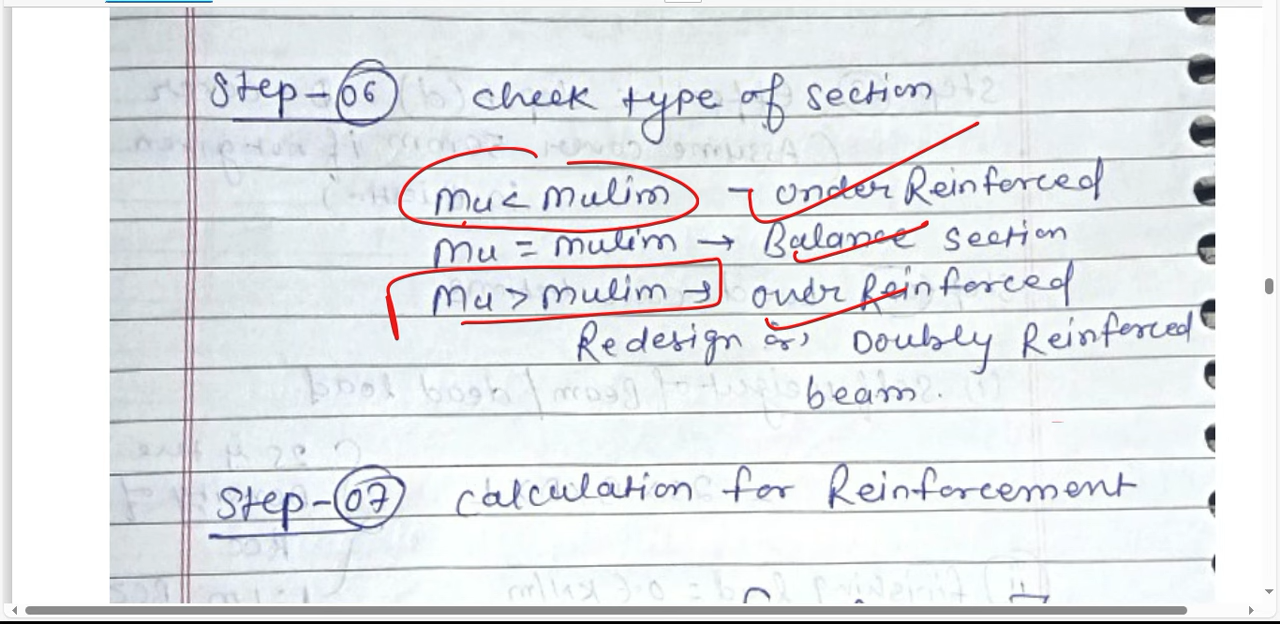 Step-06 check type of section
Mu < Mulim - Under Reinforced
Mu = Mulim → Balance section
Mu > Mulim → over Reinforced
Redesign or, Doubly Reinforced
beam.
Step-07 Calculation for Reinforcement